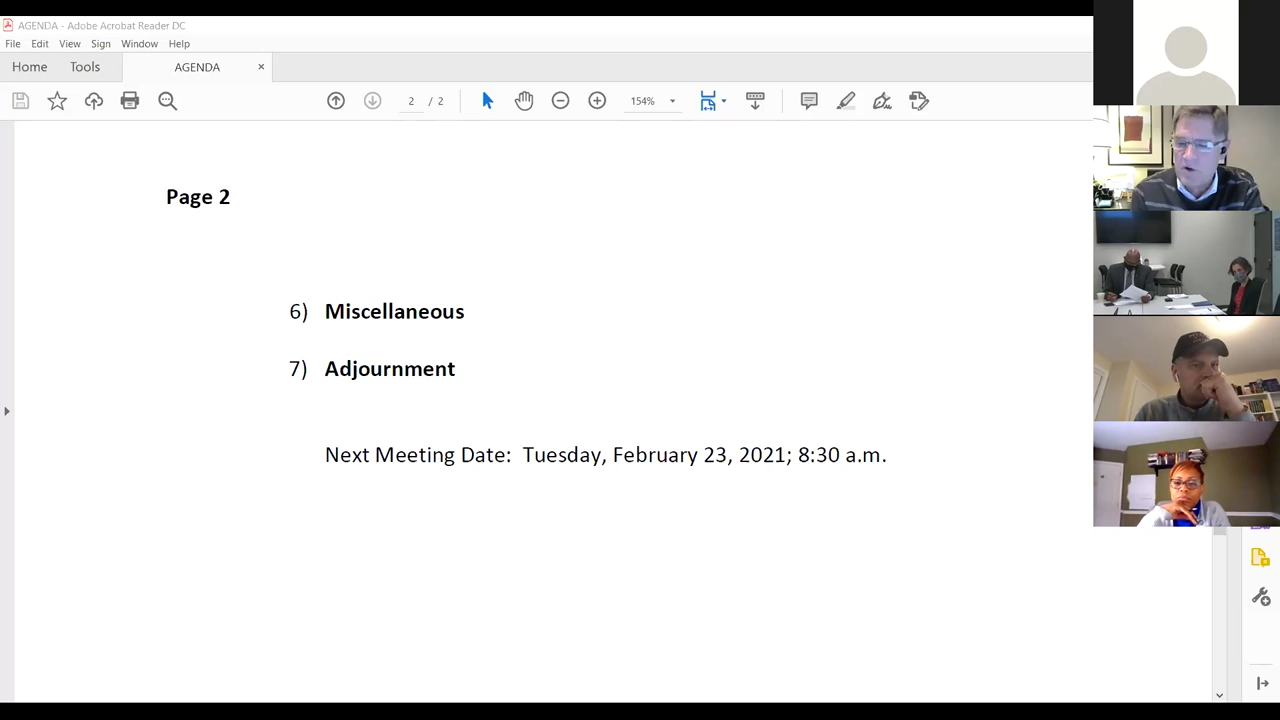 AGENDA - Adobe Acrobat Reader DC
File Edit View Sign Window Help
Home Tools AGENDA ×
2 / 2 154%
Page 2
6) Miscellaneous
7) Adjournment
Next Meeting Date: Tuesday, February 23, 2021; 8:30 a.m.